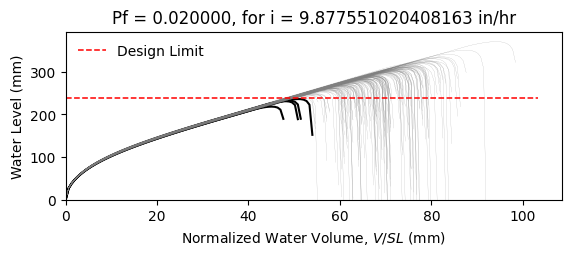 Pf = 0.020000, for i = 9.877551020408163 in/hr
Design Limit
Water Level (mm)
300
200
100
0
0 20 40 60 80 100
Normalized Water Volume, V/SL (mm)